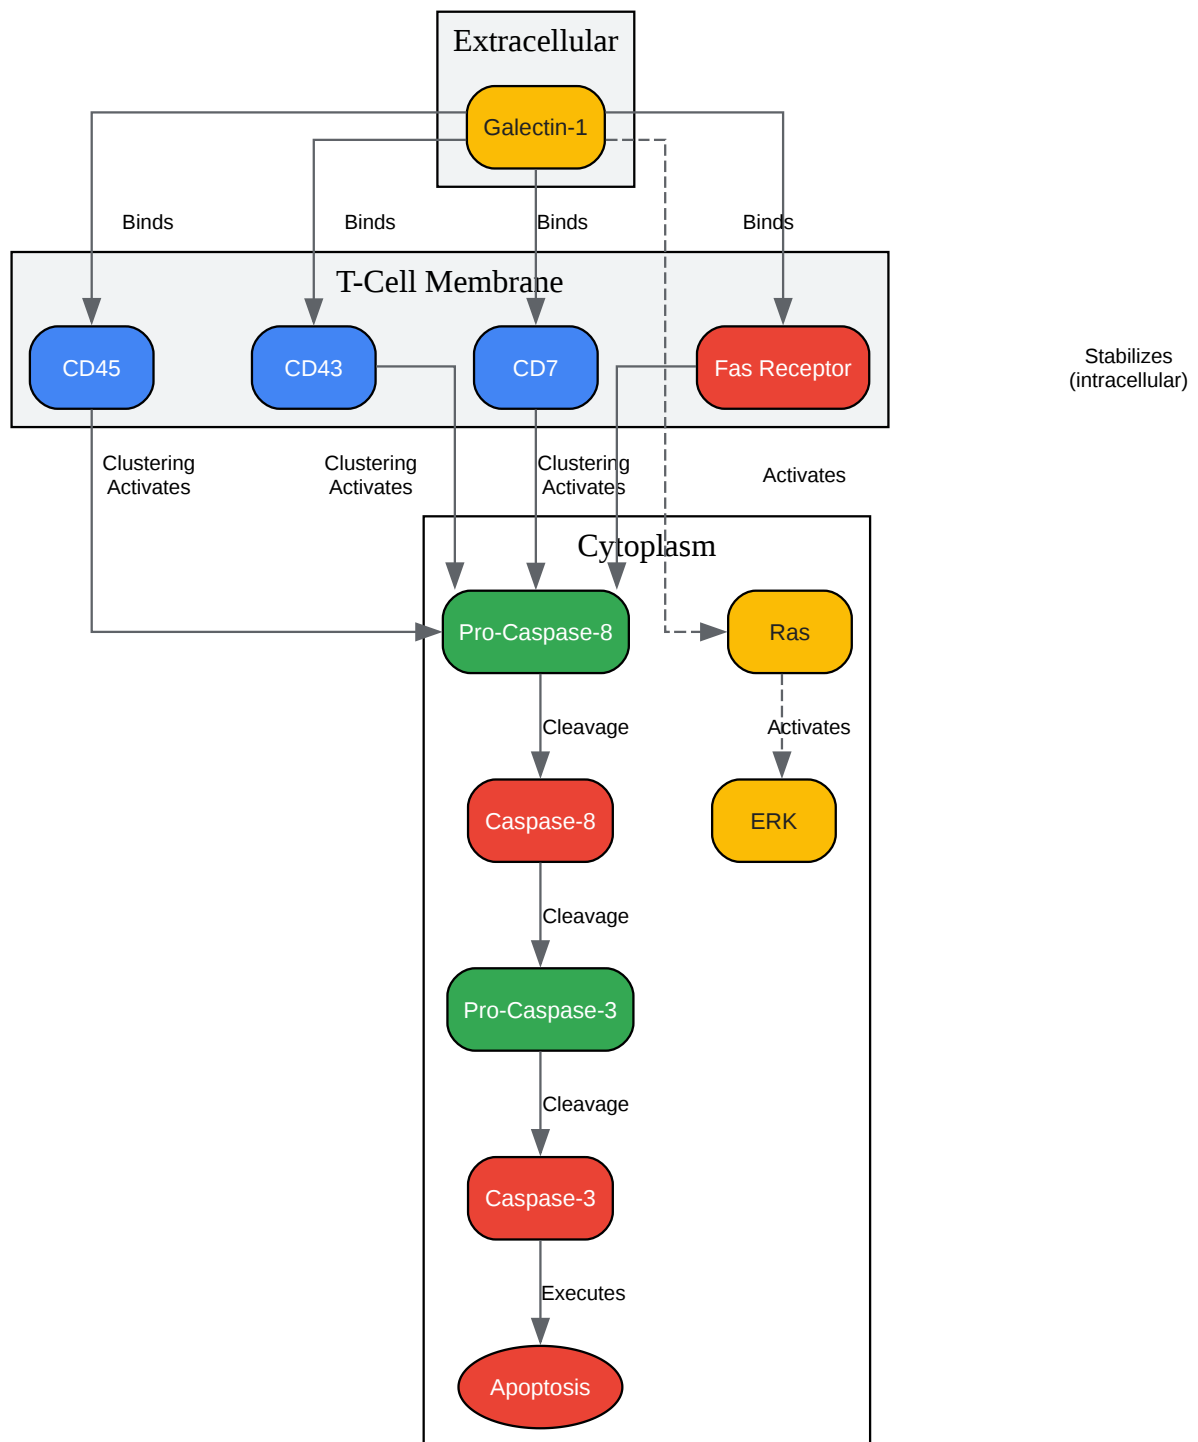 Extracellular
Galectin-1
Binds
Binds
Binds
Binds
T-Cell Membrane
CD45
CD43
CD7
Fas Receptor
Stabilizes
(intracellular)
Clustering
Activates
Clustering
Activates
Clustering
Activates
Activates
Cytoplasm
Pro-Caspase-8
Ras
Cleavage
Activates
Caspase-8
ERK
Cleavage
Pro-Caspase-3
Cleavage
Caspase-3
Executes
Apoptosis